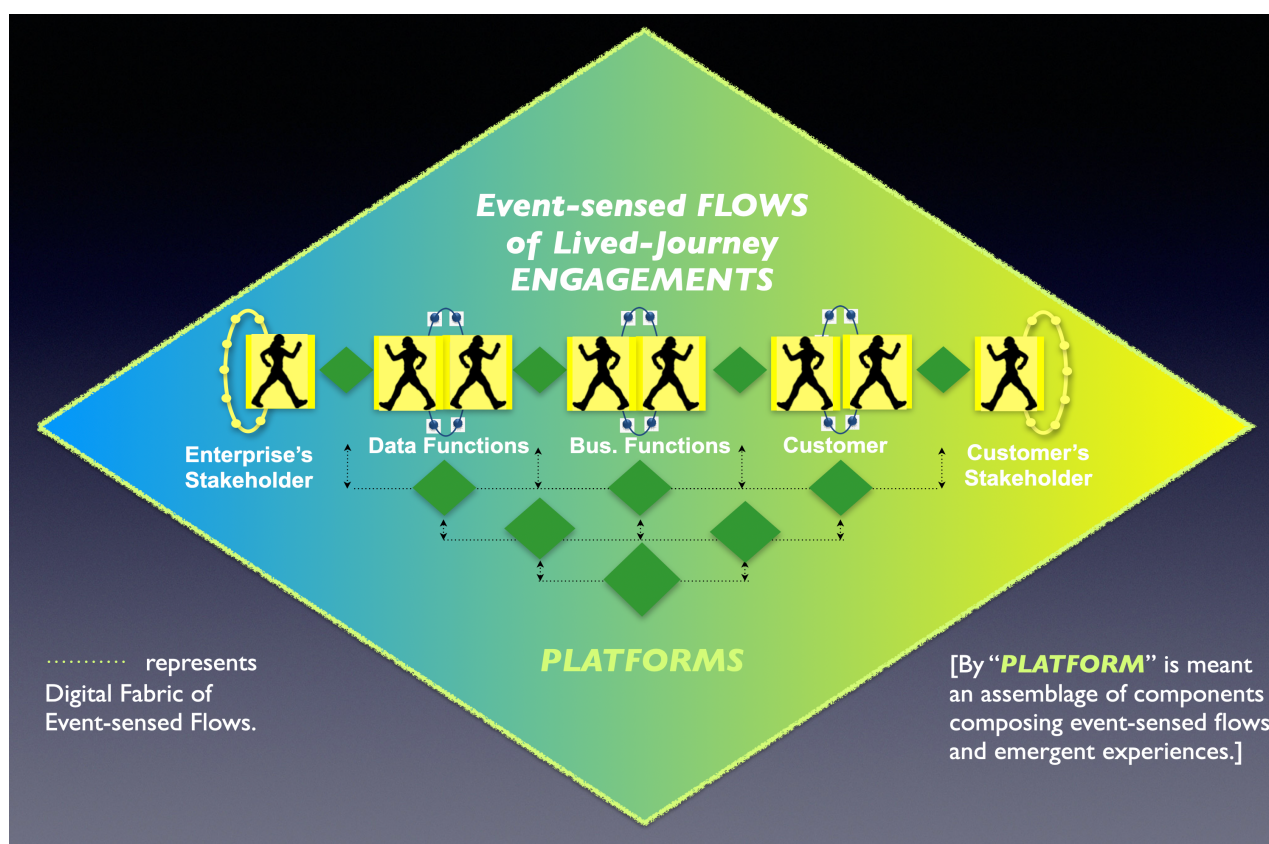 Event-sensed FLOWS
of Lived-Journey
ENGAGEMENTS
Enterprise’s
Stakeholder
Data Functions
Bus. Functions
Customer
Customer’s
Stakeholder
PLATFORMS
........... represents
Digital Fabric of
Event-sensed Flows.
[By “PLATFORM” is meant
an assemblage of components
composing event-sensed flows
and emergent experiences.]